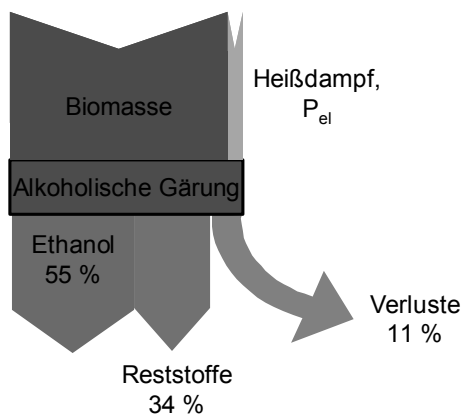 Biomasse
Heißdampf,
Pel
Alkoholische Gärung
Ethanol
55 %
Verluste
11 %
Reststoffe
34 %